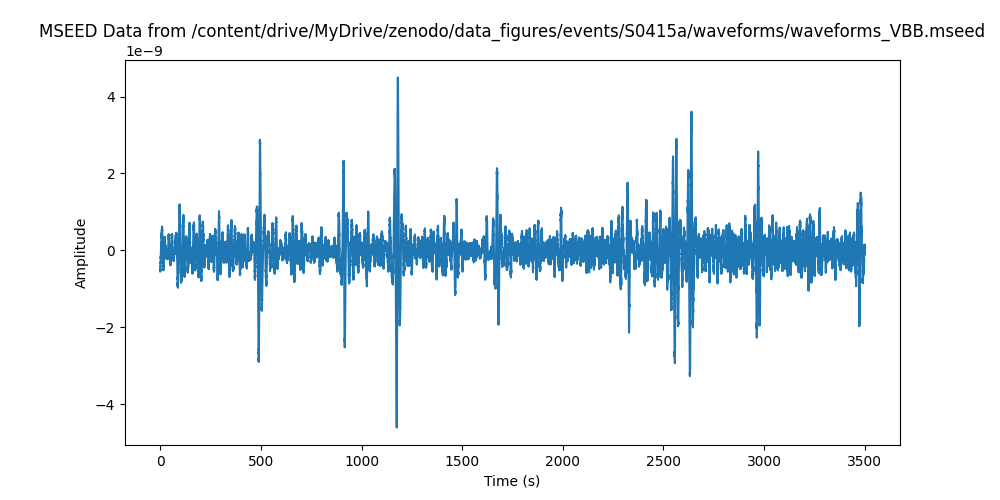 MSEED Data from /content/drive/MyDrive/zenodo/data_figures/events/S0415a/waveforms/waveforms_VBB.mseed
1e−9
4
2
0
−2
−4
Amplitude
0 500 1000 1500 2000 2500 3000 3500
Time (s)